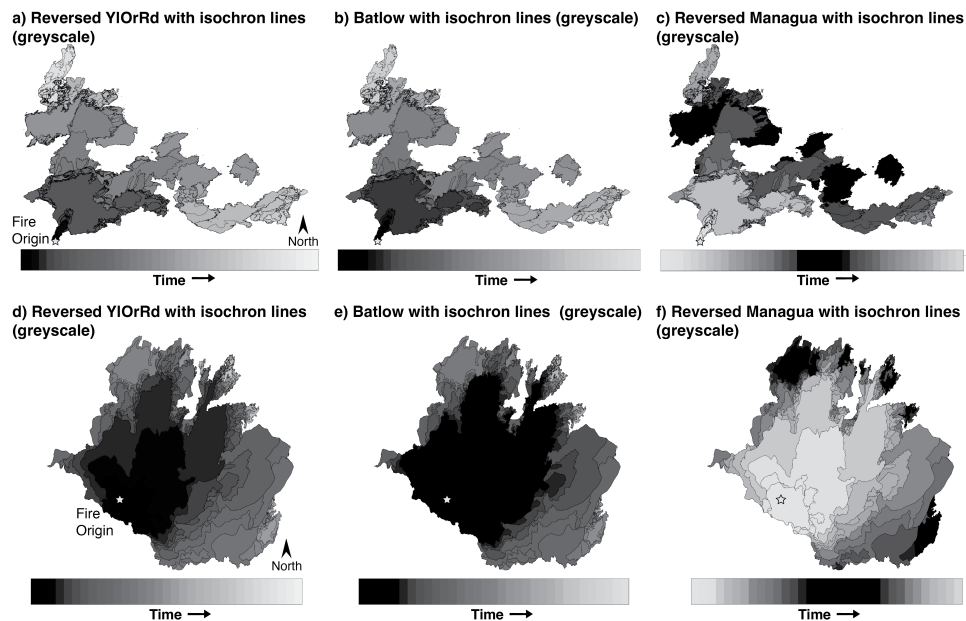 a) Reversed YlOrRd with isochron lines
(greyscale)
b) Batlow with isochron lines (greyscale)
c) Reversed Managua with isochron lines
(greyscale)
Fire
Origin
North
Time
Time
Time
d) Reversed YlOrRd with isochron lines
(greyscale)
e) Batlow with isochron lines (greyscale)
f) Reversed Managua with isochron lines
(greyscale)
Fire
Origin
North
Time
Time
Time